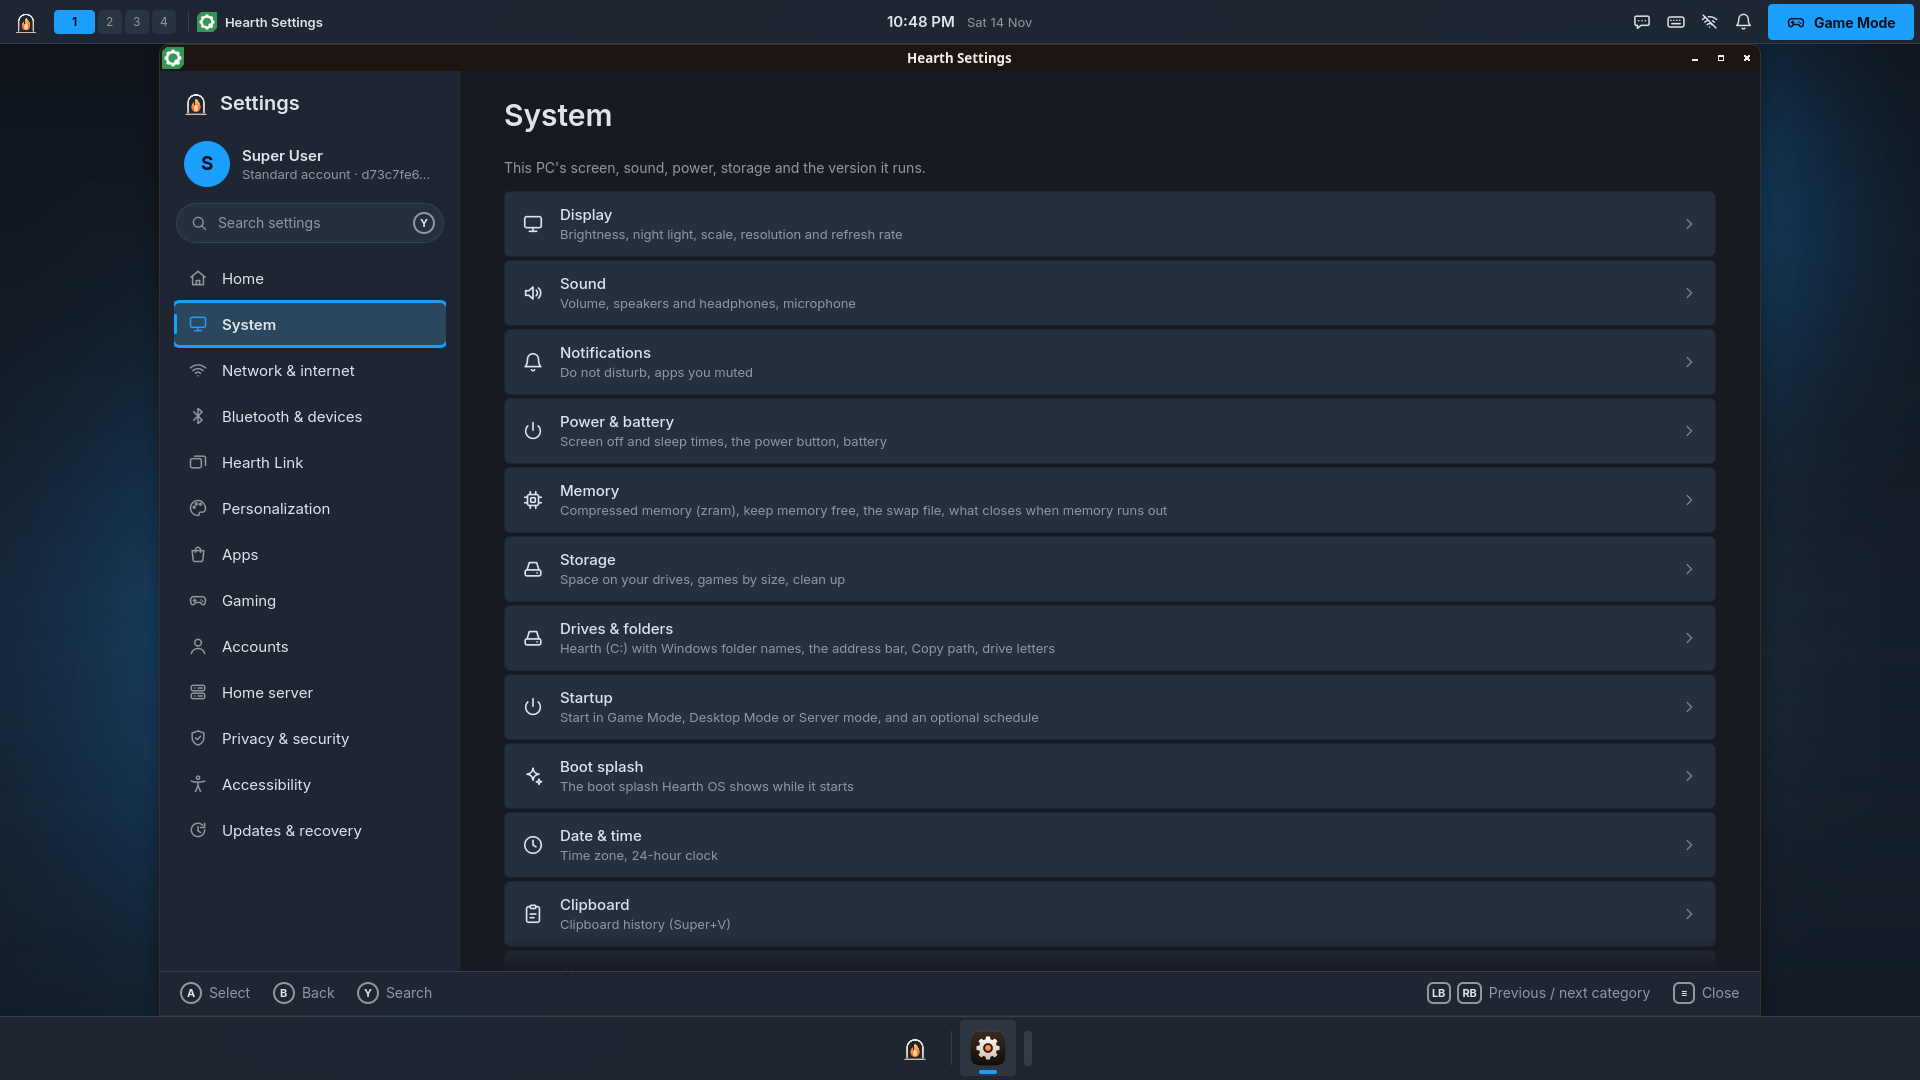 1 2 3 4 Hearth Settings 10:48 PM Sat 14 Nov Game Mode
Hearth Settings
Settings
S
Super User
Standard account · d73c7fe6...
Search settings Y
Home
System
Network & internet
Bluetooth & devices
Hearth Link
Personalization
Apps
Gaming
Accounts
Home server
Privacy & security
Accessibility
Updates & recovery
System
This PC's screen, sound, power, storage and the version it runs.
Display
Brightness, night light, scale, resolution and refresh rate
Sound
Volume, speakers and headphones, microphone
Notifications
Do not disturb, apps you muted
Power & battery
Screen off and sleep times, the power button, battery
Memory
Compressed memory (zram), keep memory free, the swap file, what closes when memory runs out
Storage
Space on your drives, games by size, clean up
Drives & folders
Hearth (C:) with Windows folder names, the address bar, Copy path, drive letters
Startup
Start in Game Mode, Desktop Mode or Server mode, and an optional schedule
Boot splash
The boot splash Hearth OS shows while it starts
Date & time
Time zone, 24-hour clock
Clipboard
Clipboard history (Super+V)
A Select B Back Y Search LB RB Previous / next category ≡ Close